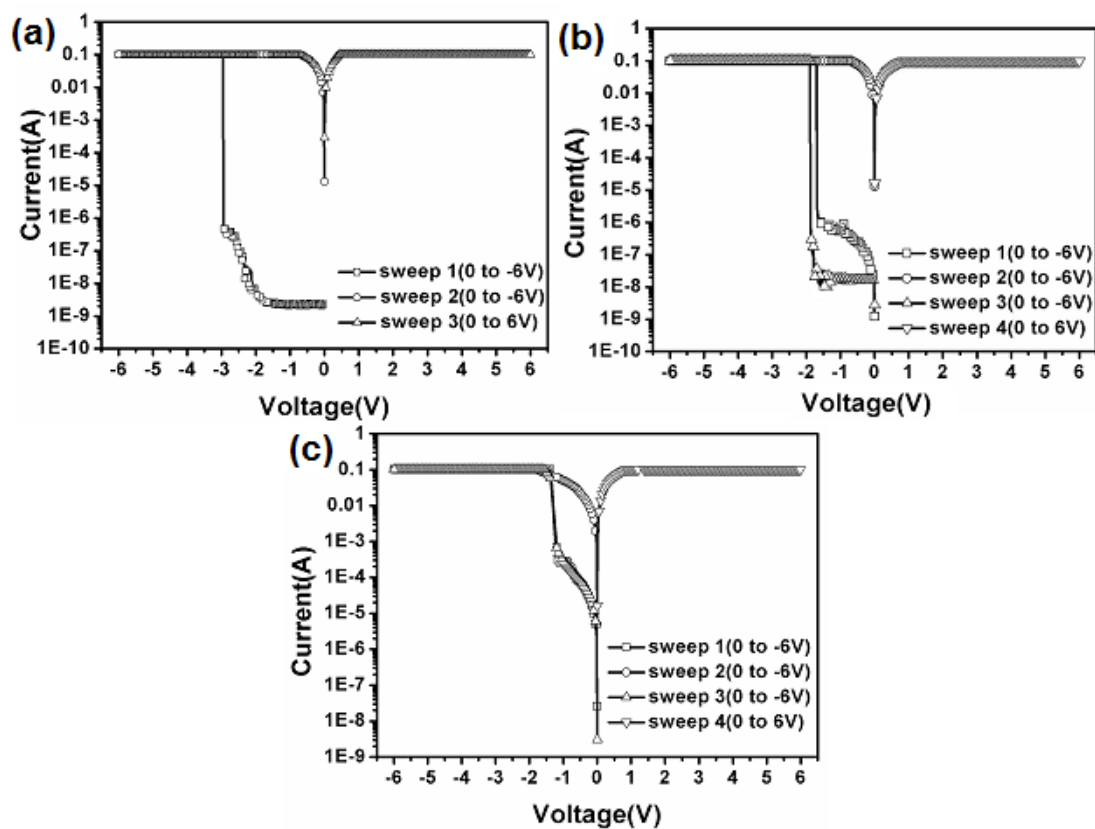 (a)
Current(A)
1
0.1
0.01
1E-3
1E-4
1E-5
1E-6
1E-7
1E-8
1E-9
1E-10
sweep 1(0 to -6V)
sweep 2(0 to -6V)
sweep 3(0 to 6V)
-6 -5 -4 -3 -2 -1 0 1 2 3 4 5 6
Voltage(V)
(b)
Current(A)
1
0.1
0.01
1E-3
1E-4
1E-5
1E-6
1E-7
1E-8
1E-9
1E-10
sweep 1(0 to -6V)
sweep 2(0 to -6V)
sweep 3(0 to -6V)
sweep 4(0 to 6V)
-6 -5 -4 -3 -2 -1 0 1 2 3 4 5 6
Voltage(V)
(c)
Current(A)
1
0.1
0.01
1E-3
1E-4
1E-5
1E-6
1E-7
1E-8
1E-9
sweep 1(0 to -6V)
sweep 2(0 to -6V)
sweep 3(0 to -6V)
sweep 4(0 to 6V)
-6 -5 -4 -3 -2 -1 0 1 2 3 4 5 6
Voltage(V)